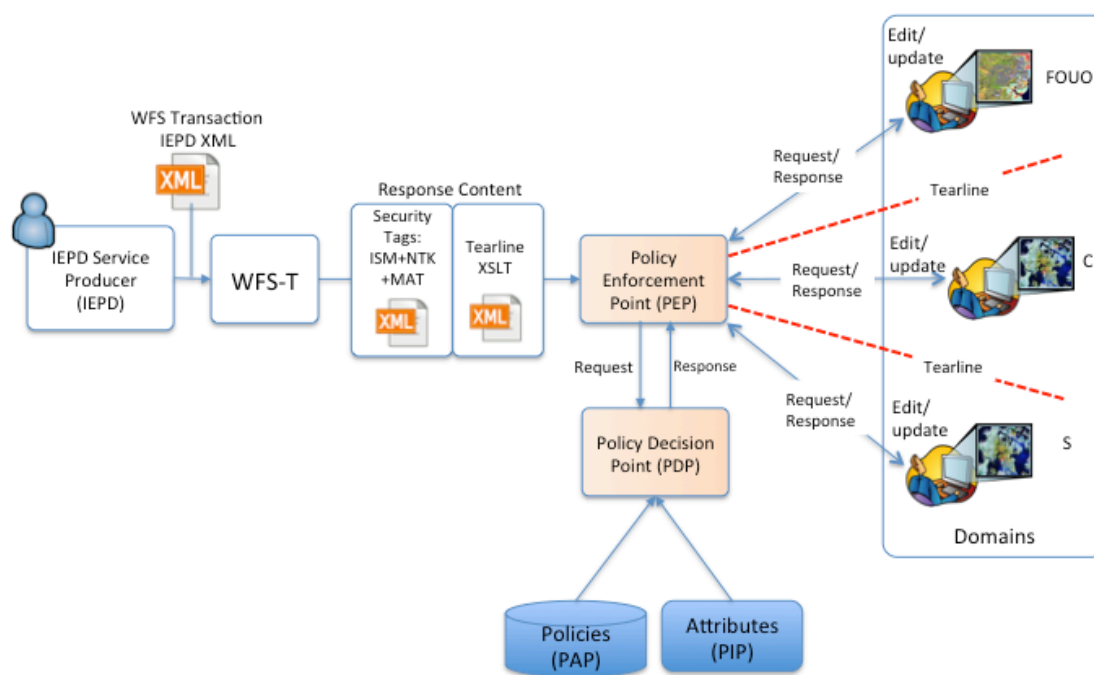 WFS Transaction
IEPD XML
XML
IEPD Service
Producer
(IEPD)
WFS-T
Response Content
Security
Tags:
ISM+NTK
+MAT
XML
Tearline
XSLT
XML
Policy
Enforcement
Point (PEP)
Request
Response
Policy Decision
Point (PDP)
Policies
(PAP)
Attributes
(PIP)
Request/
Response
Tearline
Request/
Response
Tearline
Request/
Response
Edit/
update
FOUO
Edit/
update
C
Edit/
update
S
Domains